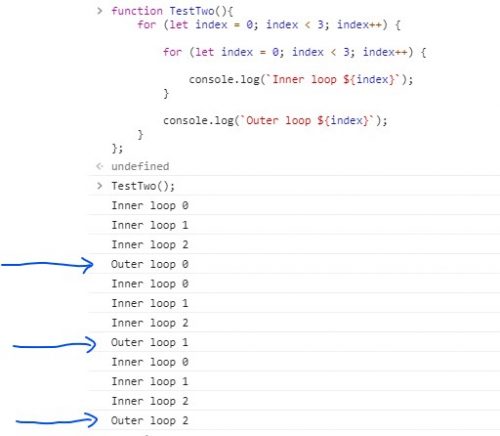 > function TestTwo(){
    for (let index = 0; index < 3; index++) {
        for (let index = 0; index < 3; index++) {
            console.log(`Inner loop ${index}`);
        }
        console.log(`Outer loop ${index}`);
    }
};
< undefined
> TestTwo();
Inner loop 0
Inner loop 1
Inner loop 2
Outer loop 0
Inner loop 0
Inner loop 1
Inner loop 2
Outer loop 1
Inner loop 0
Inner loop 1
Inner loop 2
Outer loop 2